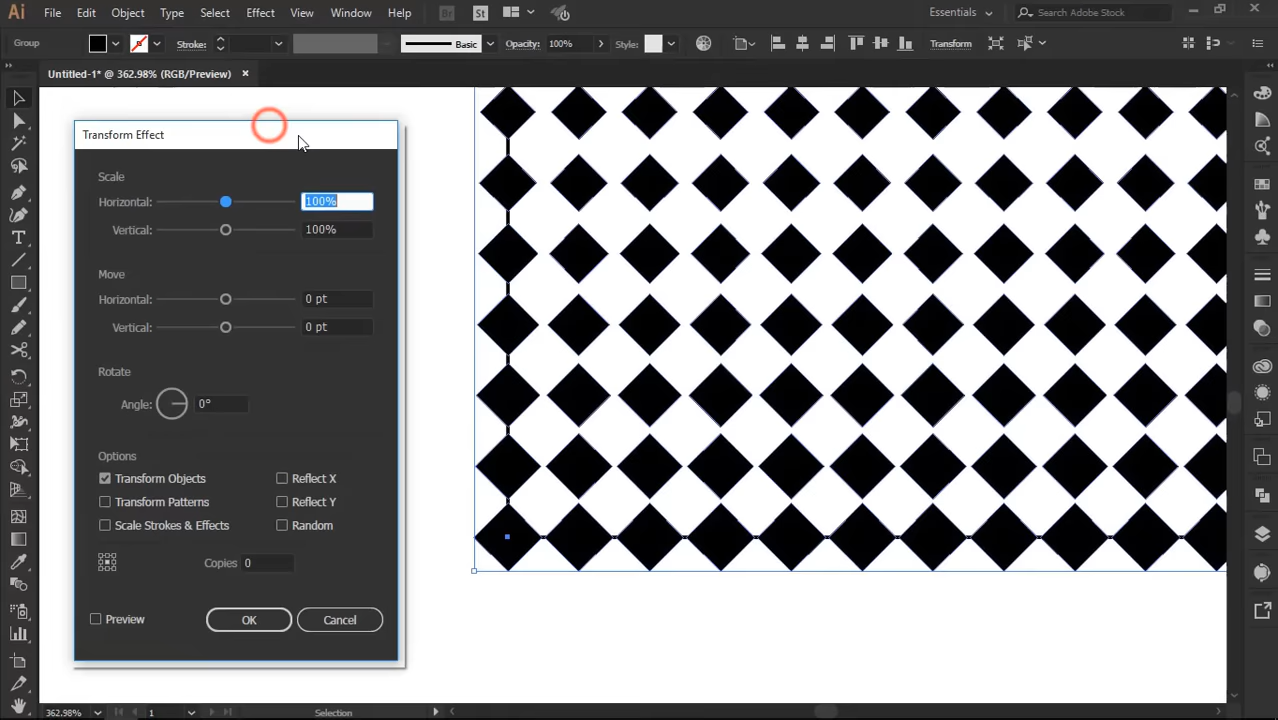 Ai File Edit Object Type Select Effect View Window Help Br St Essentials Search Adobe Stock
Group Stroke: Basic Opacity: 100% Style: Transform
Untitled-1* @ 362.98% (RGB/Preview) ×
Transform Effect
Scale
Horizontal: 100%
Vertical: 100%
Move
Horizontal: 0 pt
Vertical: 0 pt
Rotate
Angle: 0°
Options
Transform Objects Reflect X
Transform Patterns Reflect Y
Scale Strokes & Effects Random
Copies 0
Preview OK Cancel
362.98% 1 Selection